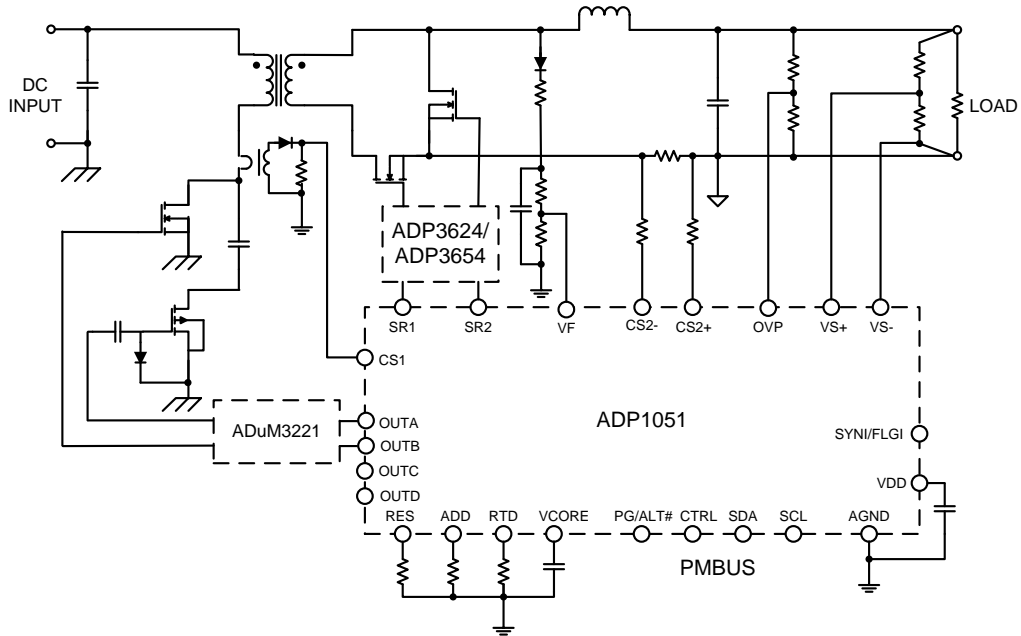 DC
INPUT
LOAD
ADP3624/
ADP3654
SR1
SR2
VF
CS2-
CS2+
OVP
VS+
VS-
CS1
ADuM3221
OUTA
OUTB
OUTC
OUTD
ADP1051
SYNI/FLGI
VDD
RES
ADD
RTD
VCORE
PG/ALT#
CTRL
SDA
SCL
AGND
PMBUS